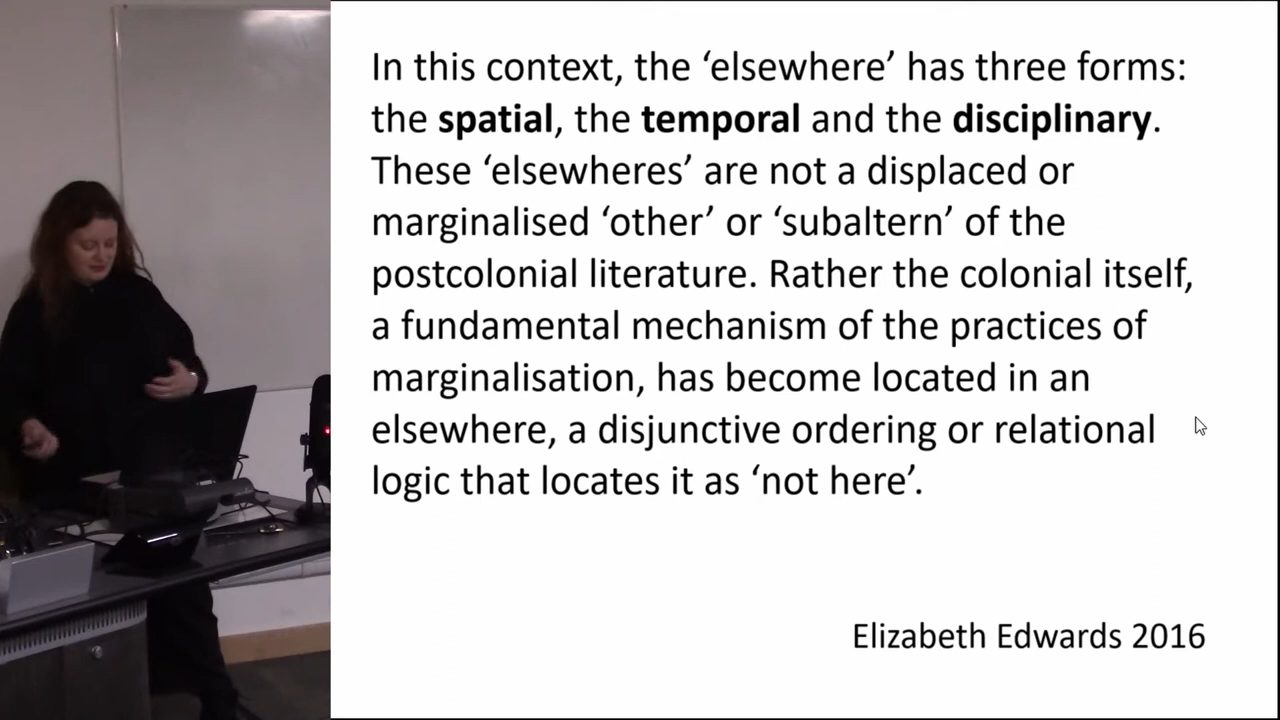 In this context, the ‘elsewhere’ has three forms:
the spatial, the temporal and the disciplinary.
These ‘elsewheres’ are not a displaced or
marginalised ‘other’ or ‘subaltern’ of the
postcolonial literature. Rather the colonial itself,
a fundamental mechanism of the practices of
marginalisation, has become located in an
elsewhere, a disjunctive ordering or relational
logic that locates it as ‘not here’.
Elizabeth Edwards 2016